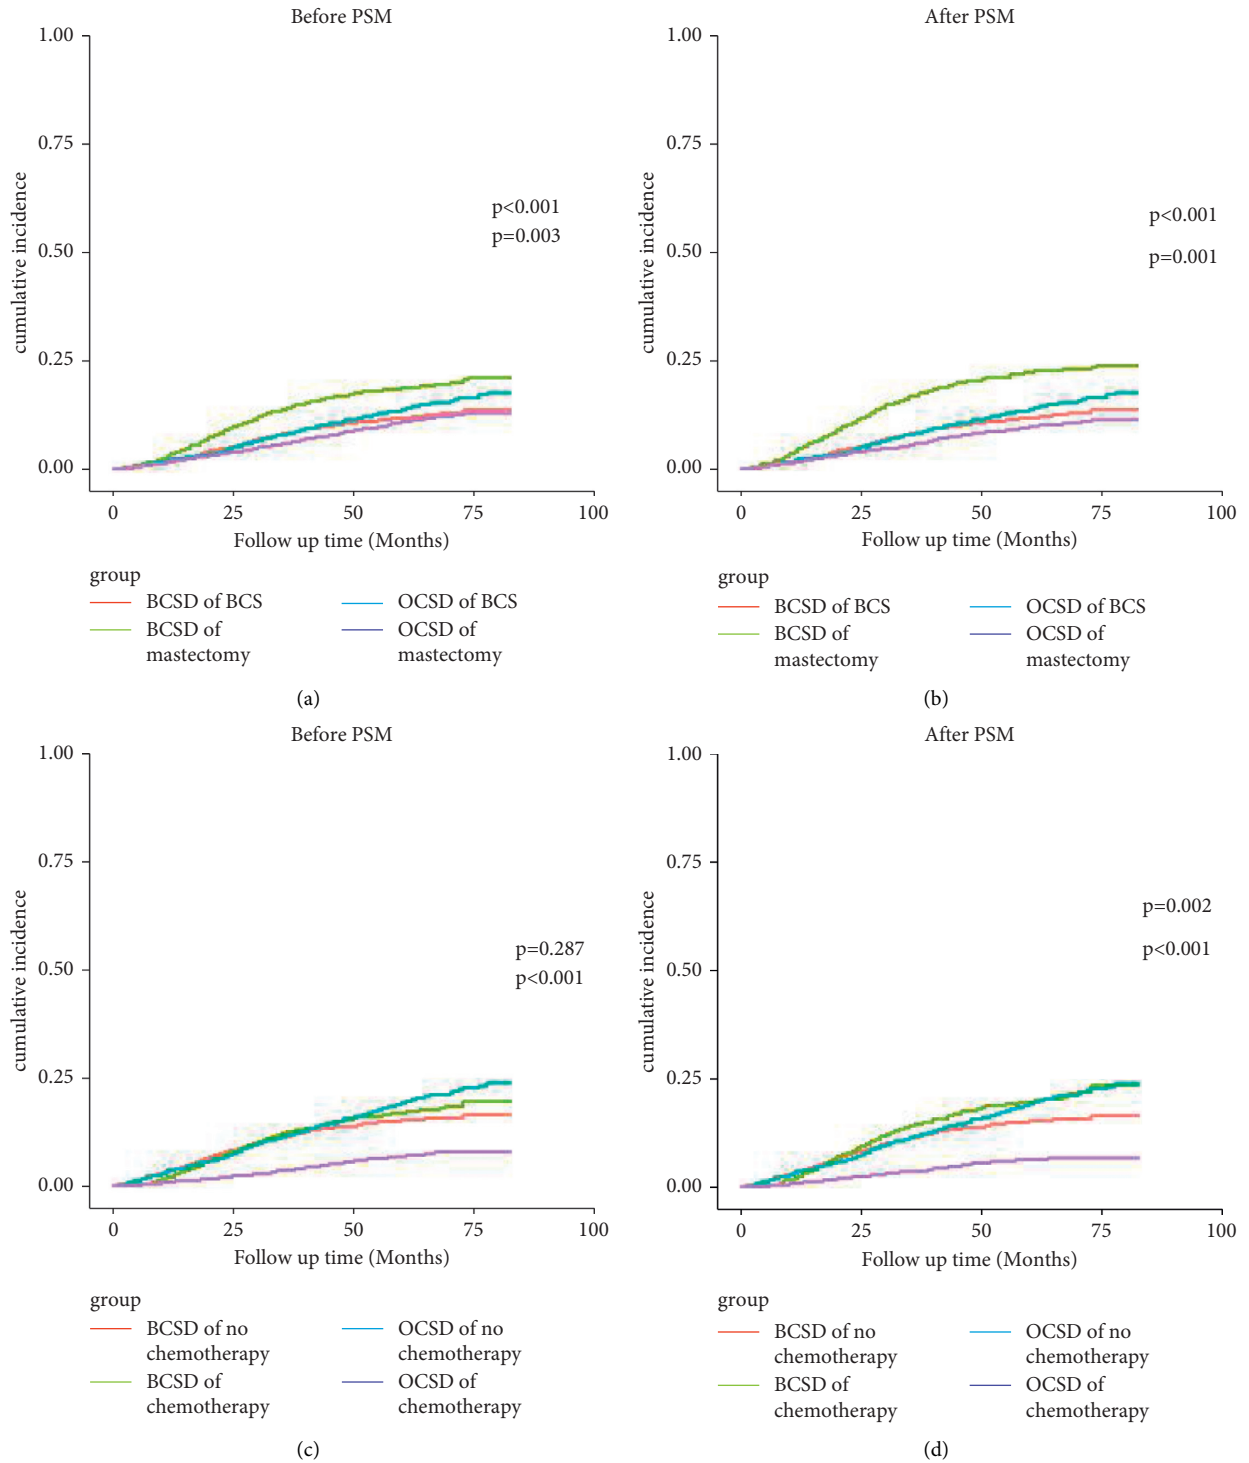 Before PSM
1.00
0.75
0.50
0.25
0.00
cumulative incidence
p<0.001
p=0.003
0 25 50 75 100
Follow up time (Months)
group
BCSD of BCS
BCSD of
mastectomy
OCSD of BCS
OCSD of
mastectomy
(a)
After PSM
1.00
0.75
0.50
0.25
0.00
cumulative incidence
p<0.001
p=0.001
0 25 50 75 100
Follow up time (Months)
group
BCSD of BCS
BCSD of
mastectomy
OCSD of BCS
OCSD of
mastectomy
(b)
Before PSM
1.00
0.75
0.50
0.25
0.00
cumulative incidence
p=0.287
p<0.001
0 25 50 75 100
Follow up time (Months)
group
BCSD of no
chemotherapy
BCSD of
chemotherapy
OCSD of no
chemotherapy
OCSD of
chemotherapy
(c)
After PSM
1.00
0.75
0.50
0.25
0.00
cumulative incidence
p=0.002
p<0.001
0 25 50 75 100
Follow up time (Months)
group
BCSD of no
chemotherapy
BCSD of
chemotherapy
OCSD of no
chemotherapy
OCSD of
chemotherapy
(d)